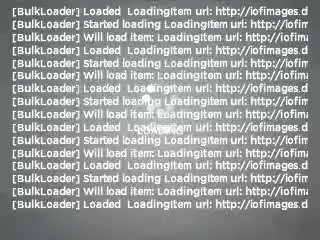 [BulkLoader] Loaded LoadingItem url: http://iofimages.d
[BulkLoader] Started loading LoadingItem url: http://iofim
[BulkLoader] Will load item: LoadingItem url: http://iofima
[BulkLoader] Loaded LoadingItem url: http://iofimages.d
[BulkLoader] Started loading LoadingItem url: http://iofim
[BulkLoader] Will load item: LoadingItem url: http://iofima
[BulkLoader] Loaded LoadingItem url: http://iofimages.d
[BulkLoader] Started loading LoadingItem url: http://iofim
[BulkLoader] Will load item: LoadingItem url: http://iofima
[BulkLoader] Loaded LoadingItem url: http://iofimages.d
LOADING
[BulkLoader] Started loading LoadingItem url: http://iofim
[BulkLoader] Will load item: LoadingItem url: http://iofima
[BulkLoader] Loaded LoadingItem url: http://iofimages.d
[BulkLoader] Started loading LoadingItem url: http://iofim
[BulkLoader] Will load item: LoadingItem url: http://iofima
[BulkLoader] Loaded LoadingItem url: http://iofimages.d